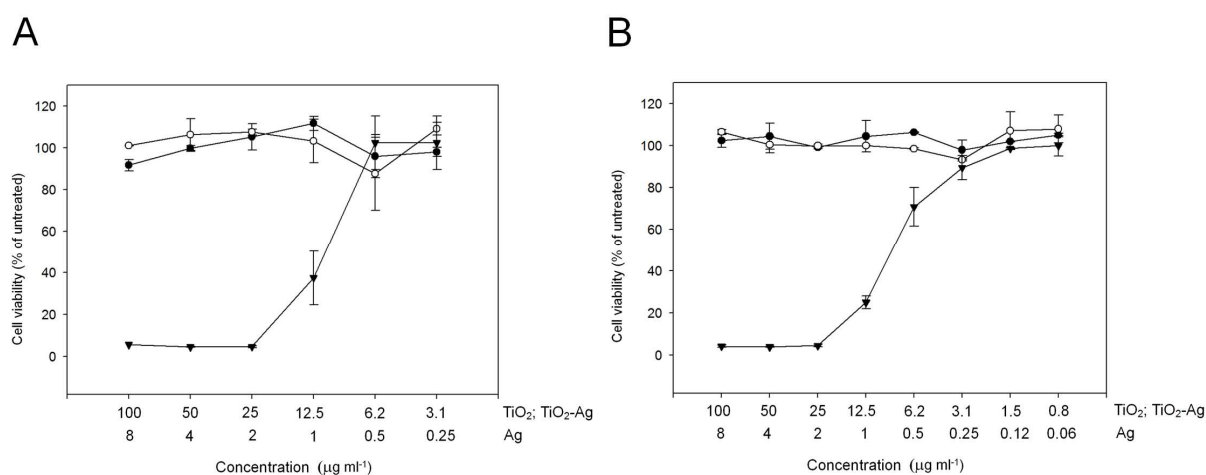 A
Cell viability (% of untreated)
120
100
80
60
40
20
0
100 50 25 12.5 6.2 3.1 TiO₂; TiO₂-Ag
8 4 2 1 0.5 0.25 Ag
Concentration (µg ml⁻¹)
B
Cell viability (% of untreated)
120
100
80
60
40
20
0
100 50 25 12.5 6.2 3.1 1.5 0.8 TiO₂; TiO₂-Ag
8 4 2 1 0.5 0.25 0.12 0.06 Ag
Concentration (µg ml⁻¹)